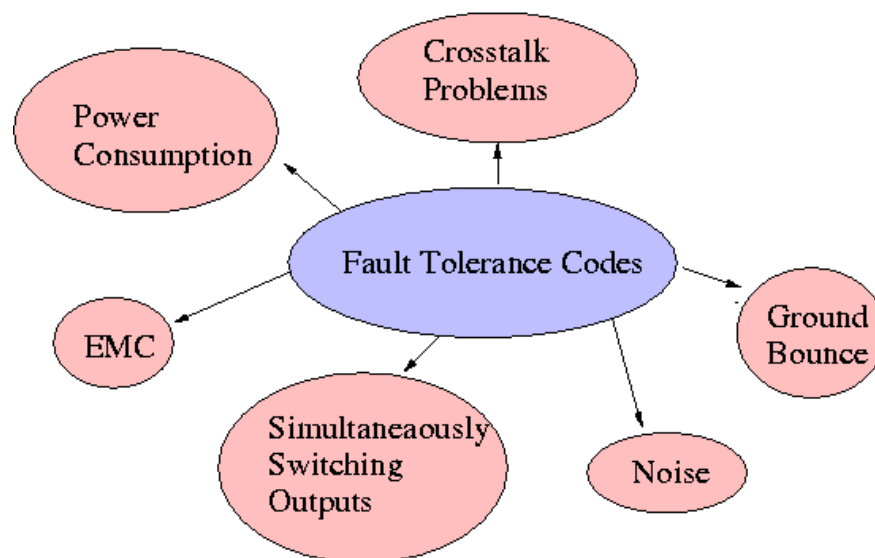 Crosstalk
Problems
Power
Consumption
Fault Tolerance Codes
EMC
Ground
Bounce
Simultaneaously
Switching
Outputs
Noise